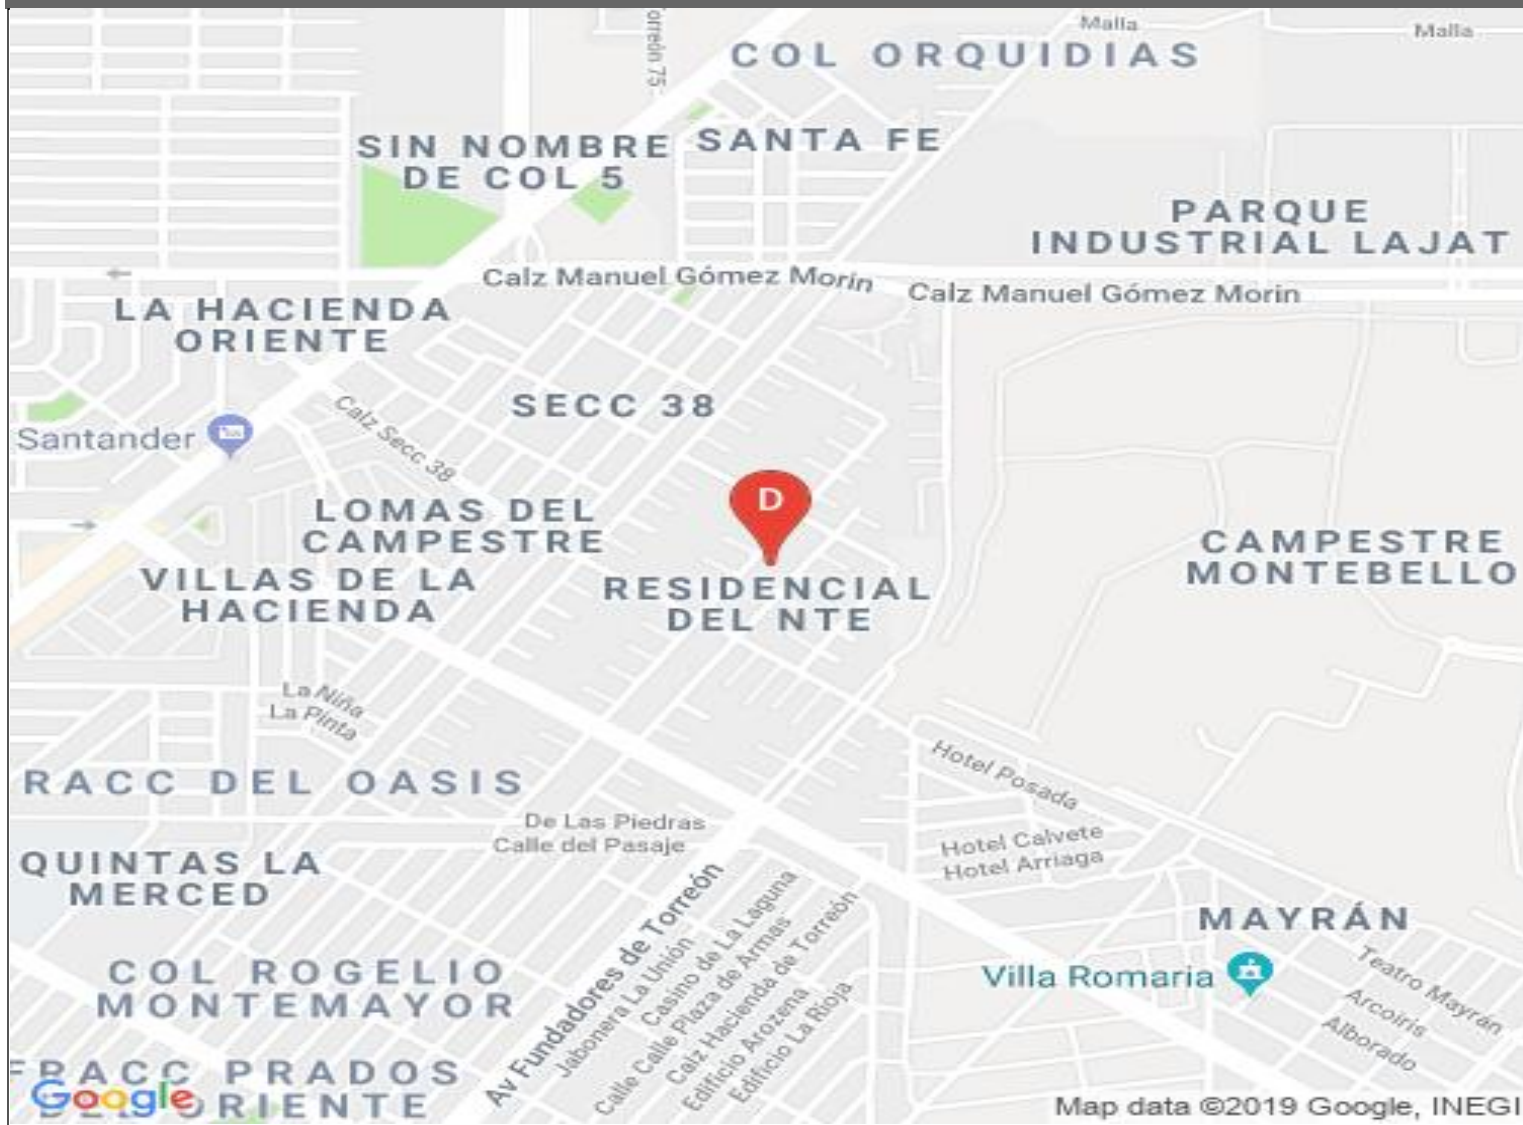 Malla
Malla
orreón 75
COL ORQUIDIAS
SIN NOMBRE
DE COL 5
SANTA FE
PARQUE
INDUSTRIAL LAJAT
Calz Manuel Gómez Morin
Calz Manuel Gómez Morin
LA HACIENDA
ORIENTE
SECC 38
Calz Secc 38
Santander
D
LOMAS DEL
CAMPESTRE
CAMPESTRE
MONTEBELLO
VILLAS DE LA
HACIENDA
RESIDENCIAL
DEL NTE
La Niña
La Pinta
Hotel Posada
RACC DEL OASIS
De Las Piedras
Calle del Pasaje
Hotel Calvete
Hotel Arriaga
QUINTAS LA
MERCED
MAYRÁN
Av Fundadores de Torreón
Jabonera La Unión
Casino de La Laguna
Calle Calle Plaza de Armas
Calz Hacienda de Torreón
Edificio Arozena
Edificio La Rioja
COL ROGELIO
MONTEMAYOR
Villa Romaria
Teatro Mayrán
Arcoiris
Alborado
FRACC PRADOS
ORIENTE
Google
Map data ©2019 Google, INEGI